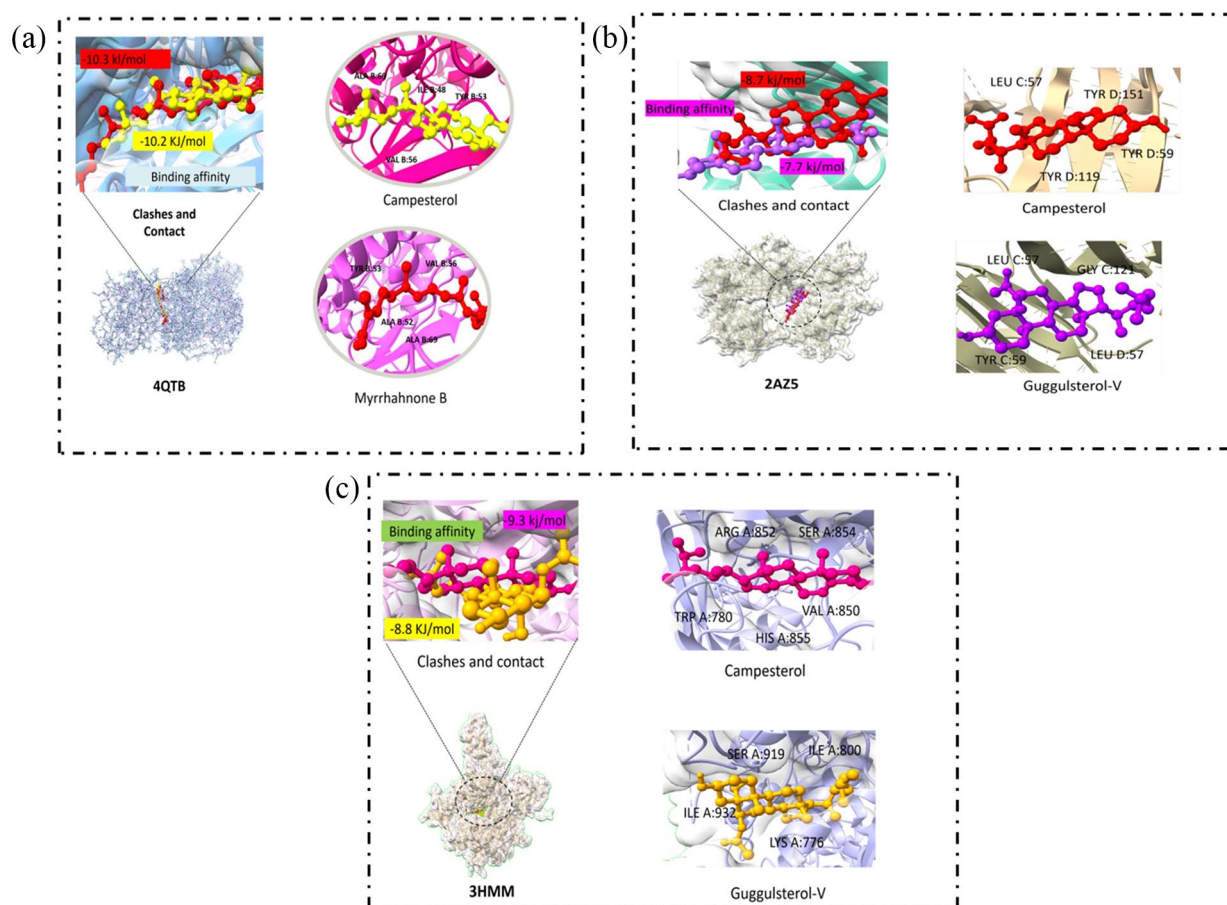 (a)
-10.3 kJ/mol
-10.2 KJ/mol
Binding affinity
Clashes and
Contact
4QTB
ILE B:48
TYR B:53
VAL B:56
Campesterol
TYR B:53
VAL B:56
ALA B:52
ALA B:69
Myrrhahnone B
(b)
-8.7 kj/mol
Binding affinity
-7.7 kj/mol
Clashes and contact
2AZ5
LEU C:57
TYR D:151
TYR D:59
TYR D:119
Campesterol
LEU C:57
GLY C:121
TYR C:59
LEU D:57
Guggulsterol-V
(c)
-9.3 kj/mol
Binding affinity
-8.8 KJ/mol
Clashes and contact
3HMM
ARG A:852
SER A:854
VAL A:850
TRP A:780
HIS A:855
Campesterol
SER A:919
ILE A:800
ILE A:932
LYS A:776
Guggulsterol-V